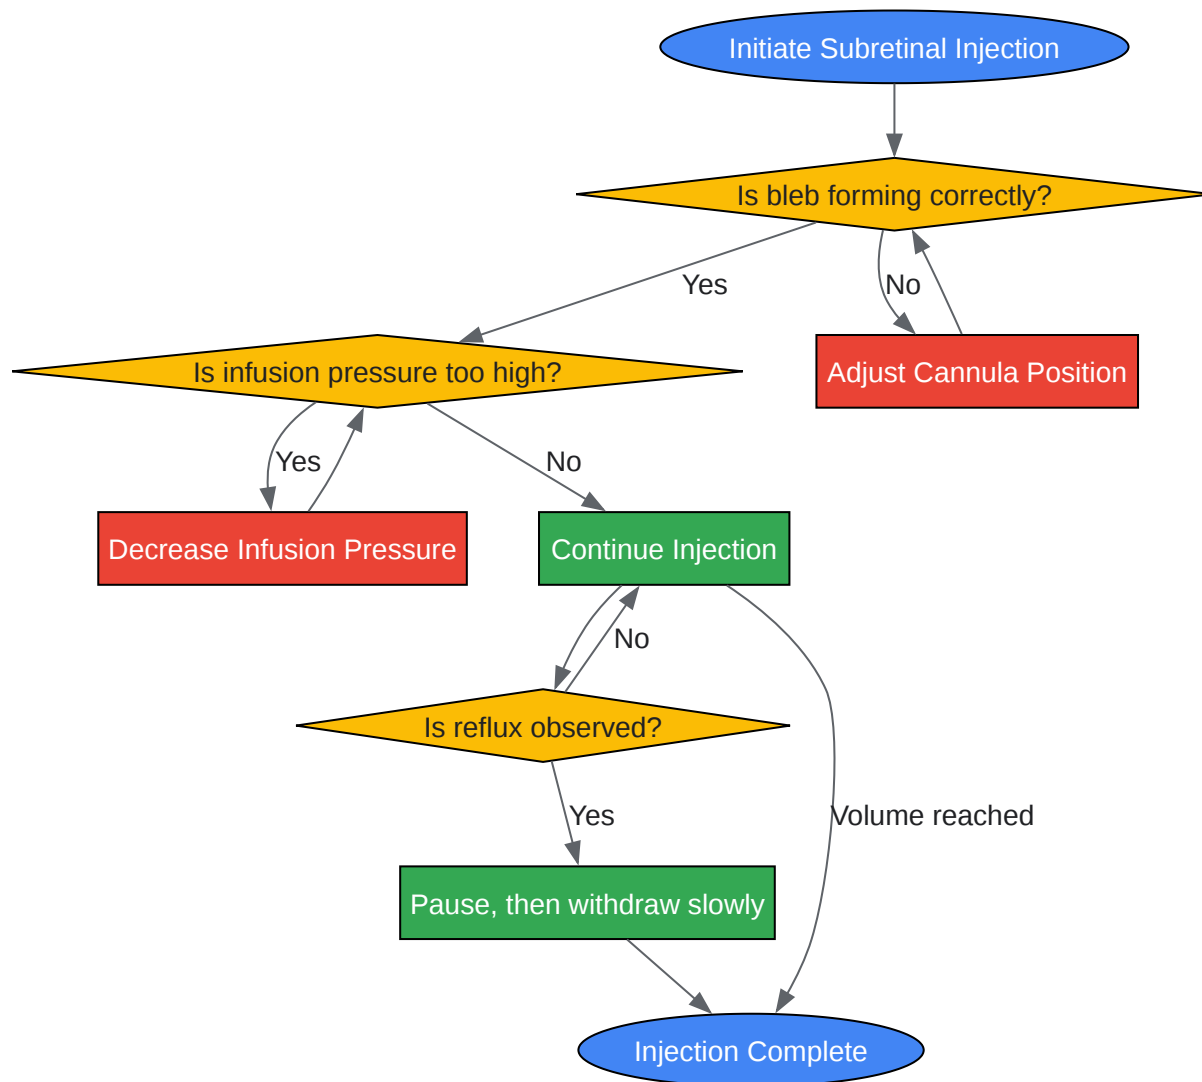 Initiate Subretinal Injection
Is bleb forming correctly?
Yes
No
Is infusion pressure too high?
Adjust Cannula Position
Yes
No
Decrease Infusion Pressure
Continue Injection
No
Is reflux observed?
Yes
Volume reached
Pause, then withdraw slowly
Injection Complete